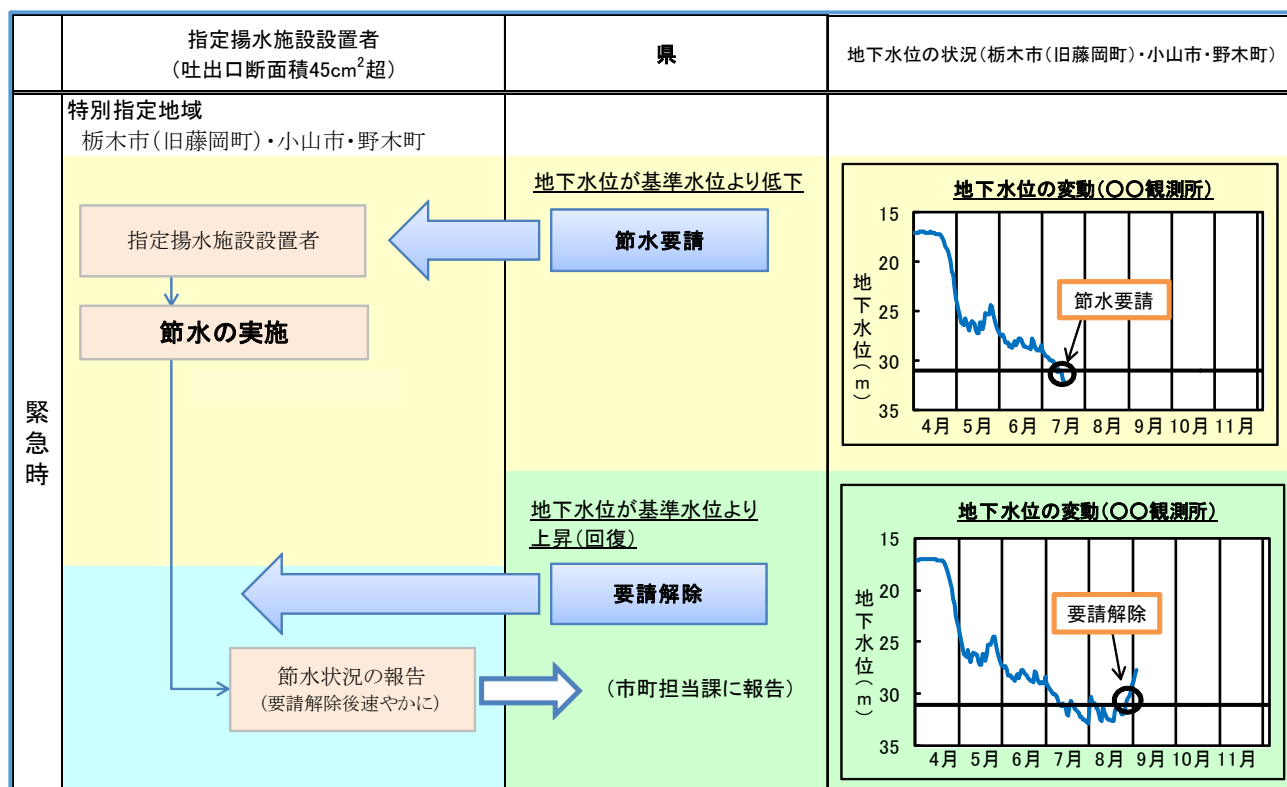 指定揚水施設設置者
(吐出口断面積45cm²超)
県
地下水位の状況(栃木市(旧藤岡町)・小山市・野木町)
緊急時
特別指定地域
栃木市(旧藤岡町)・小山市・野木町
地下水位が基準水位より低下
指定揚水施設設置者
節水要請
節水の実施
地下水位の変動(〇〇観測所)
地下水位(m)
15
20
25
30
35
節水要請
4月 5月 6月 7月 8月 9月 10月 11月
地下水位が基準水位より
上昇(回復)
要請解除
節水状況の報告
(要請解除後速やかに)
(市町担当課に報告)
地下水位の変動(〇〇観測所)
地下水位(m)
15
20
25
30
35
要請解除
4月 5月 6月 7月 8月 9月 10月 11月